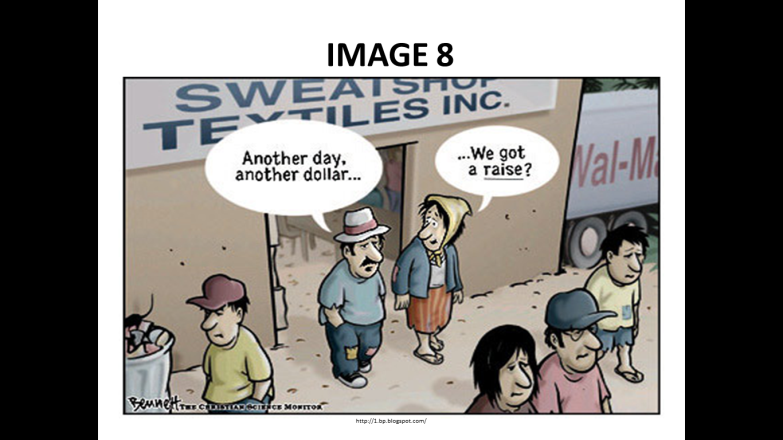 IMAGE 8
SWEATSHOP
TEXTILES INC.
Another day,
another dollar...
...We got
a raise?
Wal-Ma
Bennett THE CHRISTIAN SCIENCE MONITOR
http://1.bp.blogspot.com/